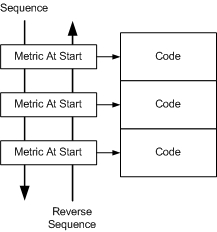 Sequence
Metric At Start
Code
Metric At Start
Code
Metric At Start
Code
Reverse
Sequence